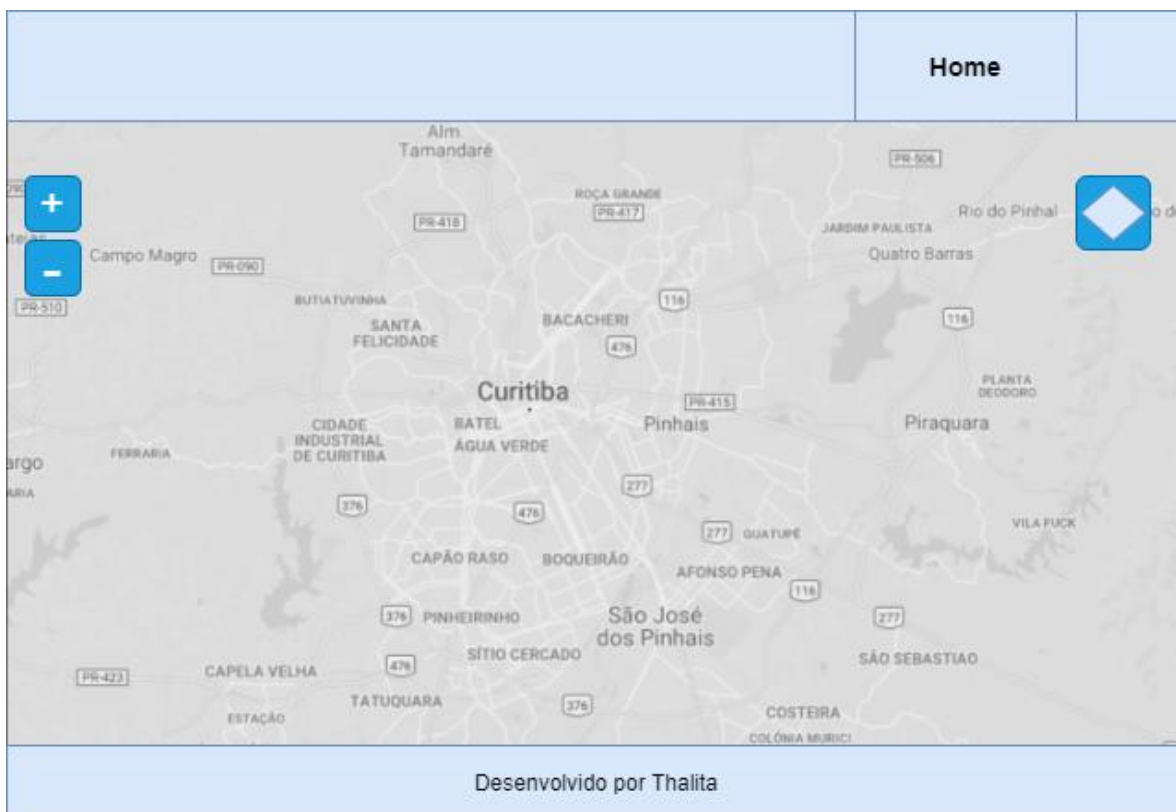 Home
Alm.
Tamandaré
PR-506
+
ROÇA GRANDE
PR-417
PR-418
Rio do Pinhal
JARDIM PAULISTA
Quatro Barras
-
Campo Magro
PR-090
PR-510
BUTIATUVINHA
116
BACACHERI
116
SANTA
FELICIDADE
476
Curitiba
PLANTA
DEODORO
PR-415
BATEL
Pinhais
Piraquara
CIDADE
INDUSTRIAL
DE CURITIBA
ÁGUA VERDE
FERRARIA
argo
ARIA
277
376
476
VILA FUCK
277
GUATUPÊ
CAPÃO RASO
BOQUEIRÃO
AFONSO PENA
116
376
PINHEIRINHO
São José
dos Pinhais
277
SÍTIO CERCADO
SÃO SEBASTIAO
476
CAPELA VELHA
PR-423
TATUQUARA
376
ESTAÇÃO
COSTEIRA
COLÔNIA MURICI
Desenvolvido por Thalita